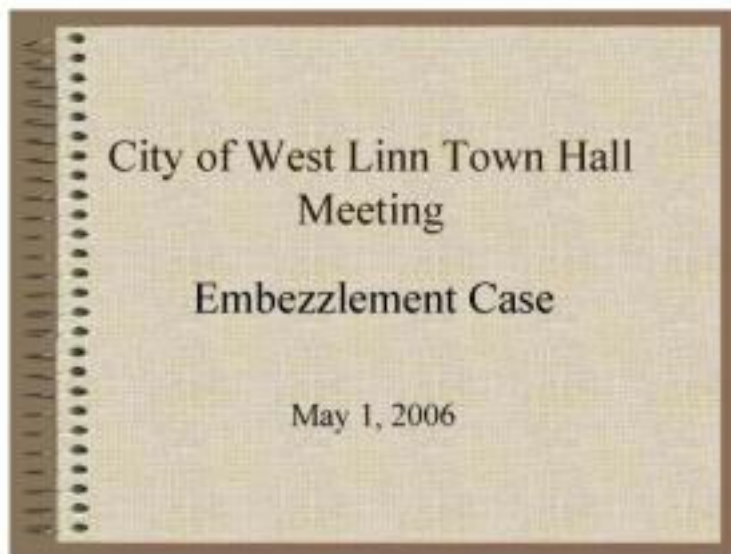 City of West Linn Town Hall
Meeting
Embezzlement Case
May 1, 2006